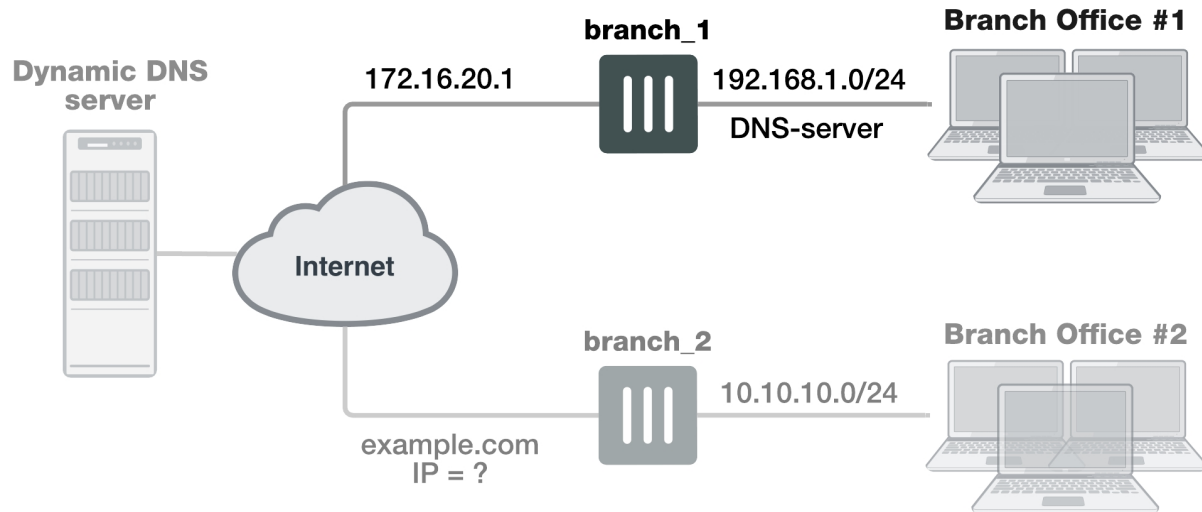 Dynamic DNS
server
branch_1
172.16.20.1
192.168.1.0/24
DNS-server
Branch Office #1
Internet
branch_2
10.10.10.0/24
Branch Office #2
example.com
IP = ?